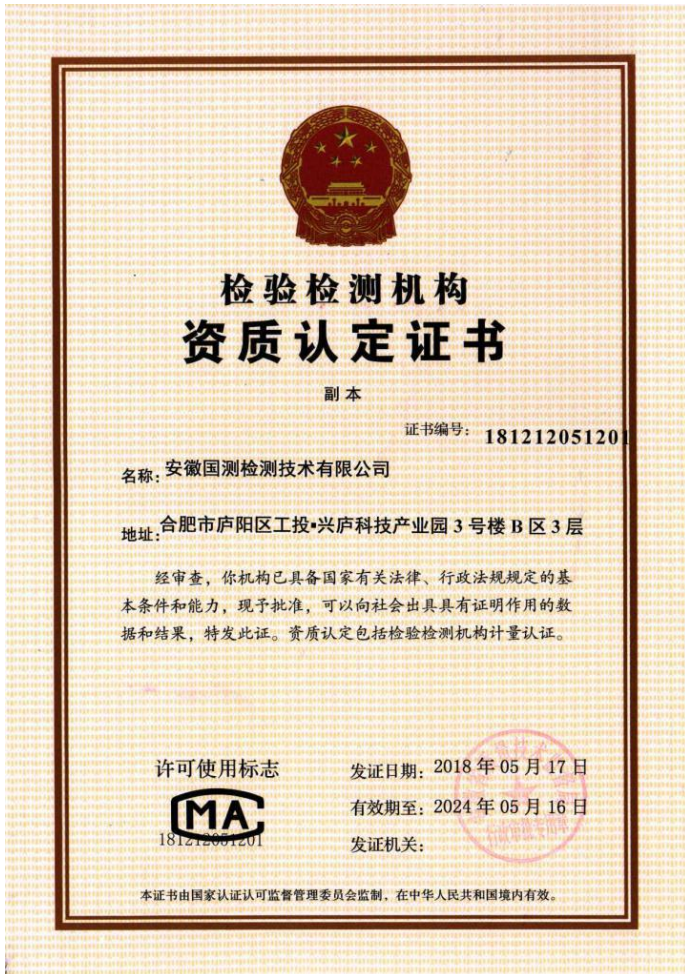 检验检测机构
资质认定证书
副本
证书编号：181212051201
名称：安徽国测检测技术有限公司
地址：合肥市庐阳区工投•兴庐科技产业园3号楼B区3层
经审查，你机构已具备国家有关法律、行政法规规定的基
本条件和能力，现予批准，可以向社会出具具有证明作用的数
据和结果，特发此证。资质认定包括检验检测机构计量认证。
许可使用标志
发证日期：2018年05月17日
MA
有效期至：2024年05月16日
181212051201
发证机关：
本证书由国家认证认可监督管理委员会监制，在中华人民共和国境内有效。